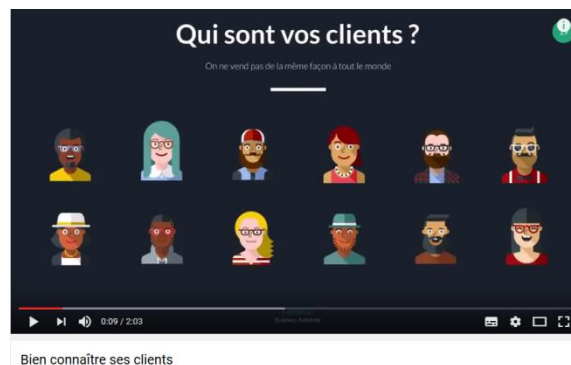 Qui sont vos clients ?
On ne vend pas de la même façon à tout le monde
0:09 / 2:03
Bien connaître ses clients